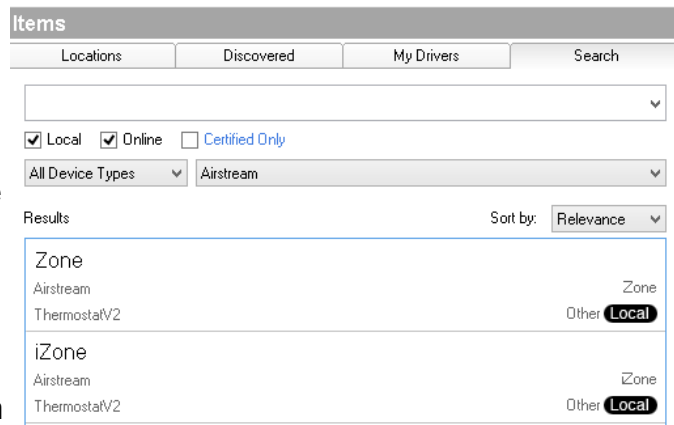 Items
Locations Discovered My Drivers Search
Local Online Certified Only
All Device Types Airstream
Results Sort by: Relevance
Zone
Airstream Zone
ThermostatV2 Other Local
iZone
Airstream iZone
ThermostatV2 Other Local